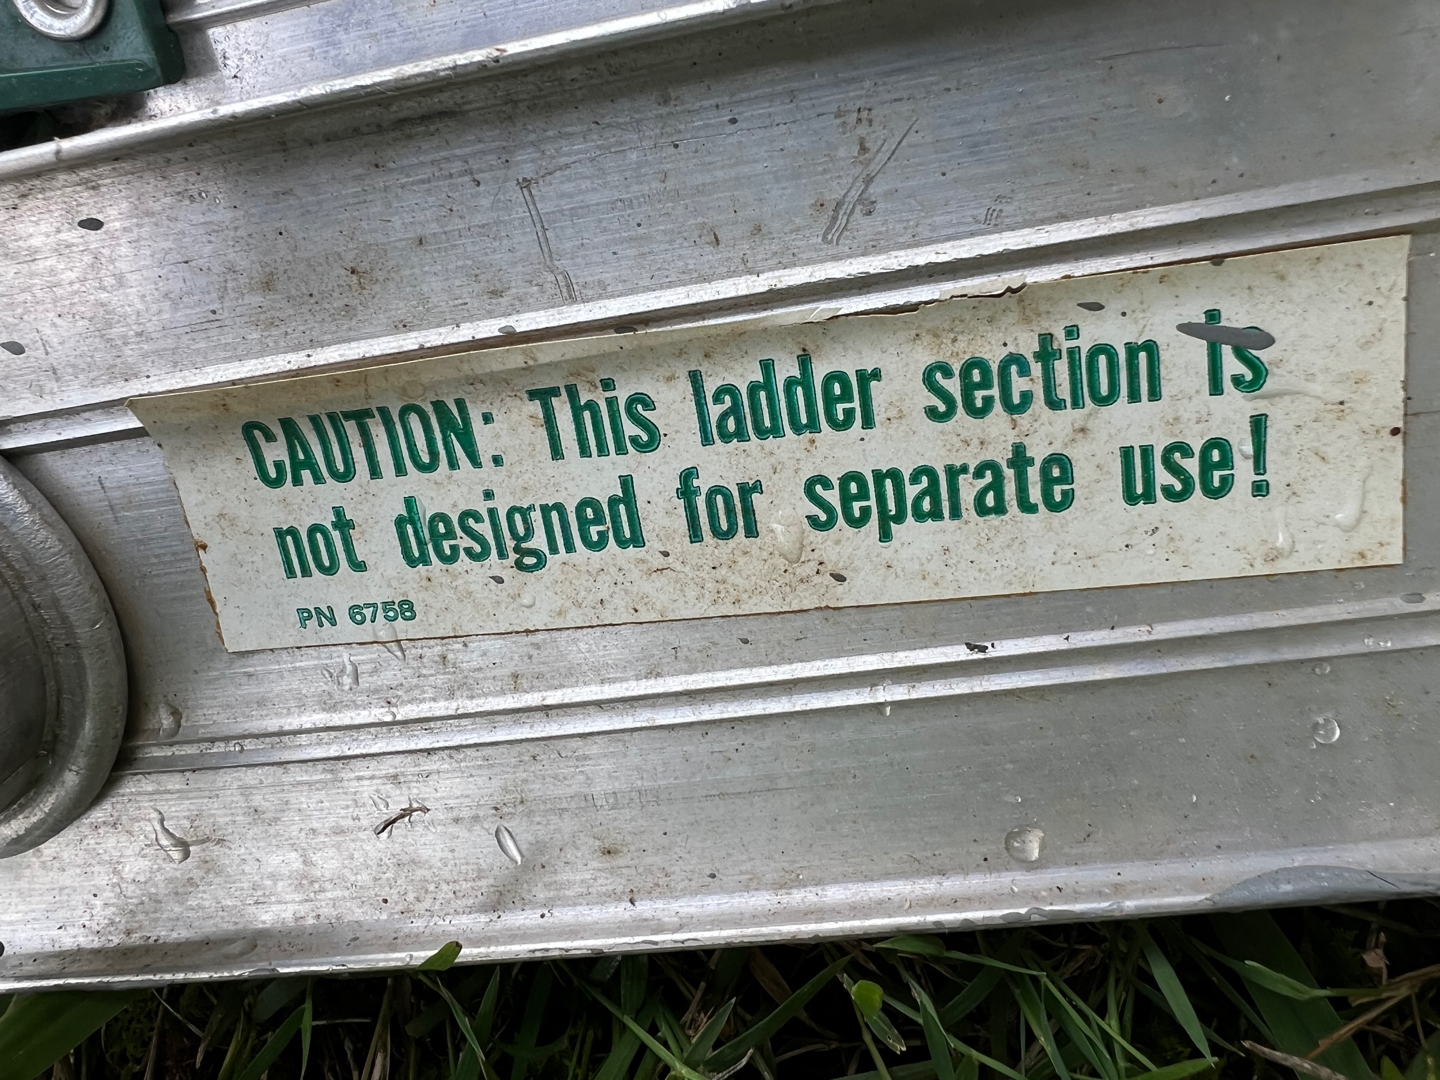 CAUTION: This ladder section is
not designed for separate use!
PN 6758